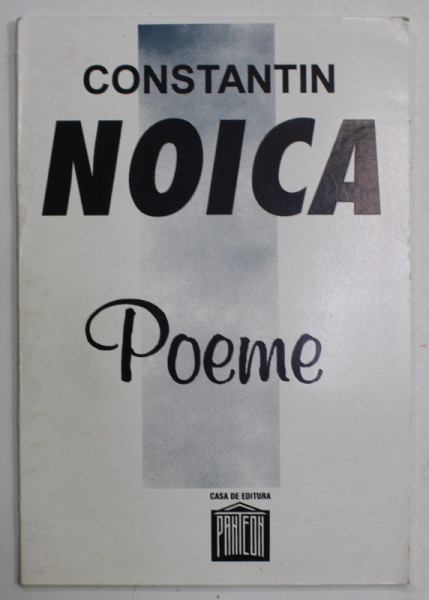 CONSTANTIN
NOICA
Poeme
CASA DE EDITURA
PANTEON